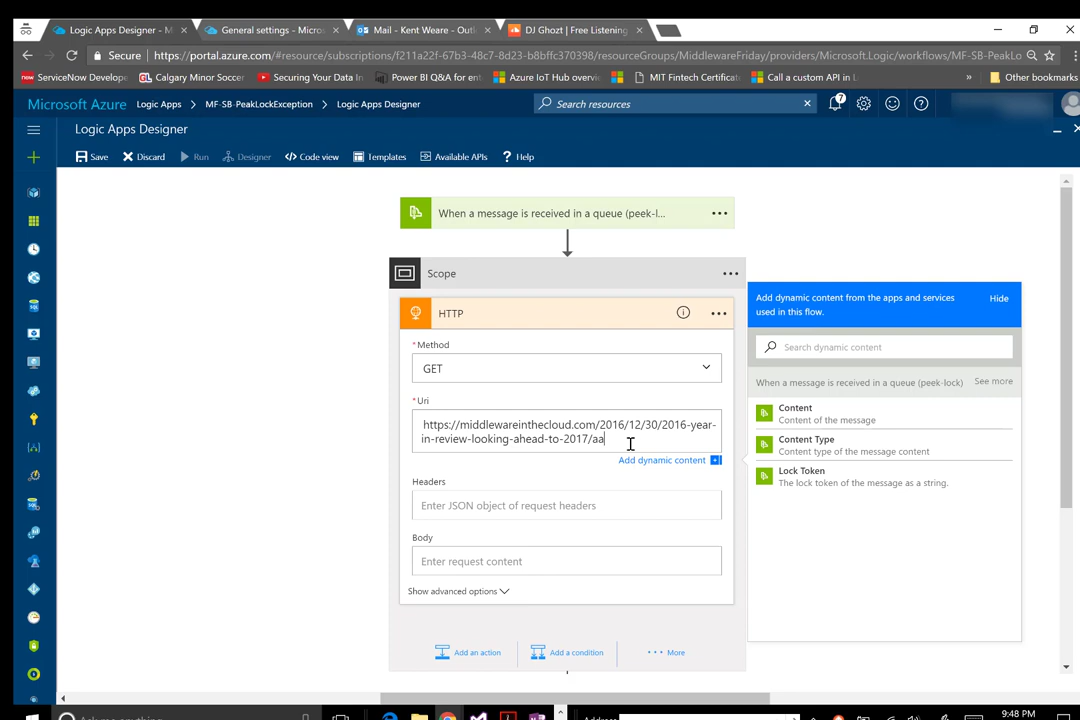 Logic Apps Designer - M
General settings - Micros
Mail - Kent Weare - Outl
DJ Ghozt | Free Listening
Secure
https://portal.azure.com/#resource/subscriptions/f211a22f-67b3-48c7-8d23-b8bffc370398/resourceGroups/MiddlewareFriday/providers/Microsoft.Logic/workflows/MF-SB-PeakLo
ServiceNow Develope
Calgary Minor Soccer
Securing Your Data In
Power BI Q&A for en
Azure IoT Hub overvi
MIT Fintech Certificat
Call a custom API in L
»
Other bookmarks
Microsoft Azure
Logic Apps
MF-SB-PeakLockException
Logic Apps Designer
Search resources
7
Logic Apps Designer
Save
Discard
Run
Designer
Code view
Templates
Available APIs
Help
When a message is received in a queue (peek-l...
Scope
HTTP
* Method
GET
* Uri
https://middlewareinthecloud.com/2016/12/30/2016-year-
in-review-looking-ahead-to-2017/aa
Add dynamic content
Headers
Enter JSON object of request headers
Body
Enter request content
Show advanced options
Add an action
Add a condition
More
Add dynamic content from the apps and services
used in this flow.
Hide
Search dynamic content
When a message is received in a queue (peek-lock)
See more
Content
Content of the message
Content Type
Content type of the message content
Lock Token
The lock token of the message as a string.
9:48 PM